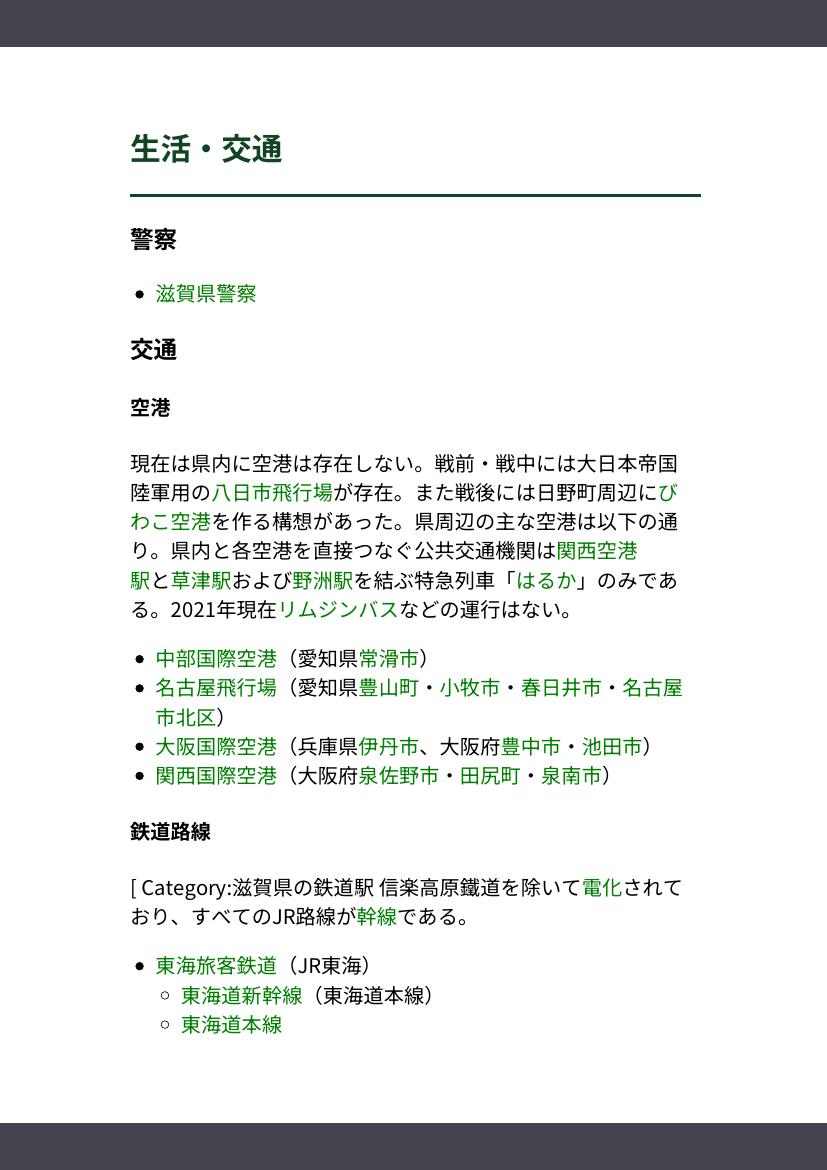 生活・交通
警察
• 滋賀県警察
交通
空港
現在は県内に空港は存在しない。戦前・戦中には大日本帝国
陸軍用の八日市飛行場が存在。また戦後には日野町周辺にび
わこ空港を作る構想があった。県周辺の主な空港は以下の通
り。県内と各空港を直接つなぐ公共交通機関は関西空港
駅と草津駅および野洲駅を結ぶ特急列車「はるか」のみであ
る。2021年現在リムジンバスなどの運行はない。
• 中部国際空港（愛知県常滑市）
• 名古屋飛行場（愛知県豊山町・小牧市・春日井市・名古屋
市北区）
• 大阪国際空港（兵庫県伊丹市、大阪府豊中市・池田市）
• 関西国際空港（大阪府泉佐野市・田尻町・泉南市）
鉄道路線
[ Category:滋賀県の鉄道駅 信楽高原鐵道を除いて電化されて
おり、すべてのJR路線が幹線である。
• 東海旅客鉄道（JR東海）
◦ 東海道新幹線（東海道本線）
◦ 東海道本線